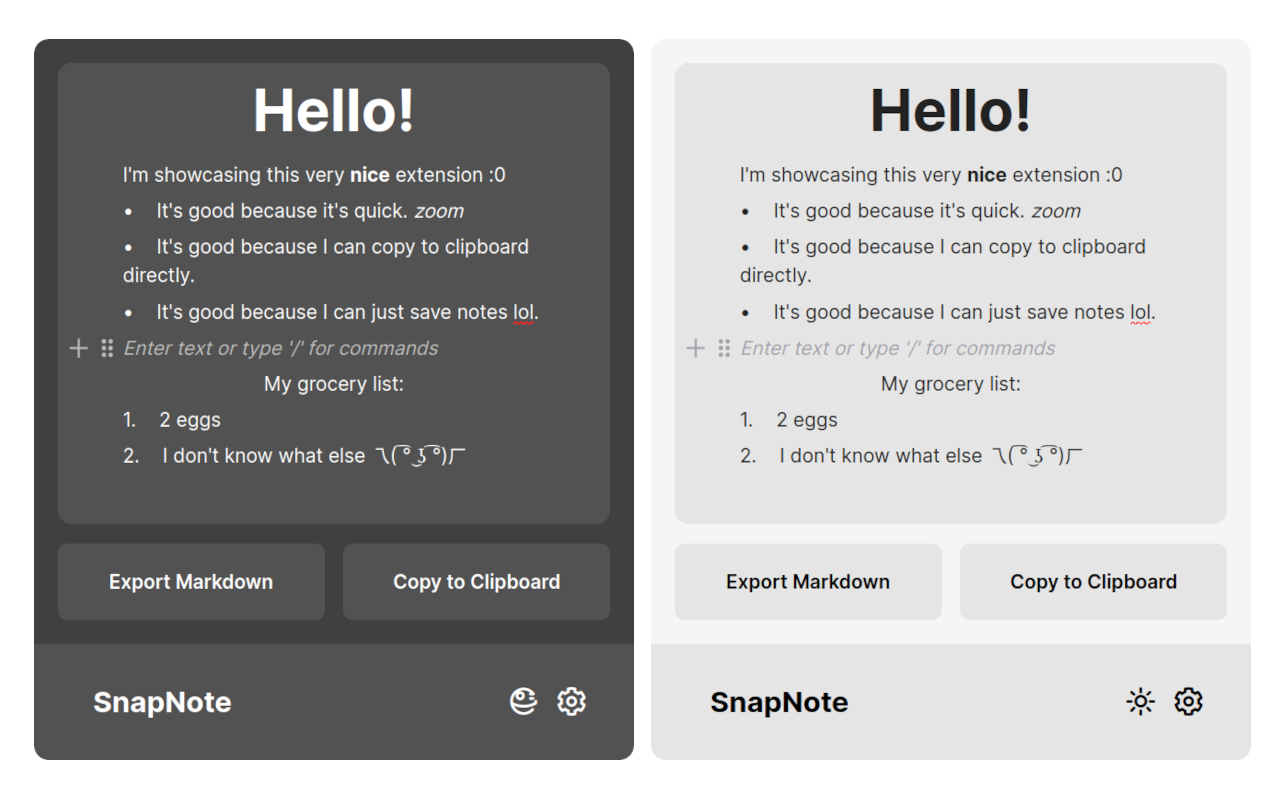 Hello!
I'm showcasing this very nice extension :0
• It's good because it's quick. zoom
• It's good because I can copy to clipboard
directly.
• It's good because I can just save notes lol.
Enter text or type '/' for commands
My grocery list:
1. 2 eggs
2. I don't know what else ㄟ( ͡° ͜ʖ ͡°)ㄏ
Export Markdown
Copy to Clipboard
SnapNote
Hello!
I'm showcasing this very nice extension :0
• It's good because it's quick. zoom
• It's good because I can copy to clipboard
directly.
• It's good because I can just save notes lol.
Enter text or type '/' for commands
My grocery list:
1. 2 eggs
2. I don't know what else ㄟ( ͡° ͜ʖ ͡°)ㄏ
Export Markdown
Copy to Clipboard
SnapNote